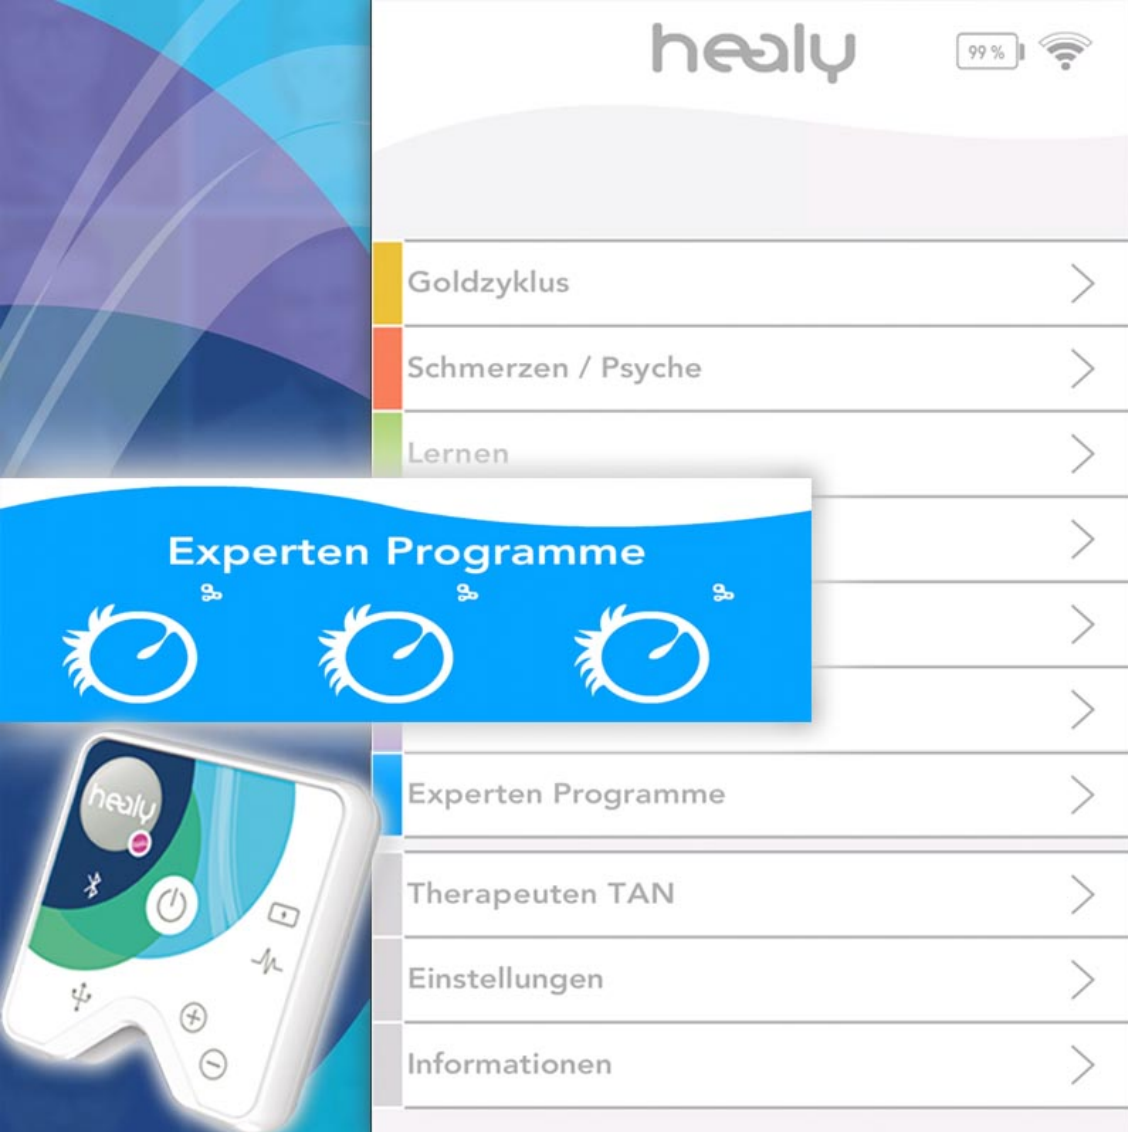 healy
99 %
Goldzyklus
Schmerzen / Psyche
Lernen
Experten Programme
Experten Programme
healy
Therapeuten TAN
Einstellungen
Informationen